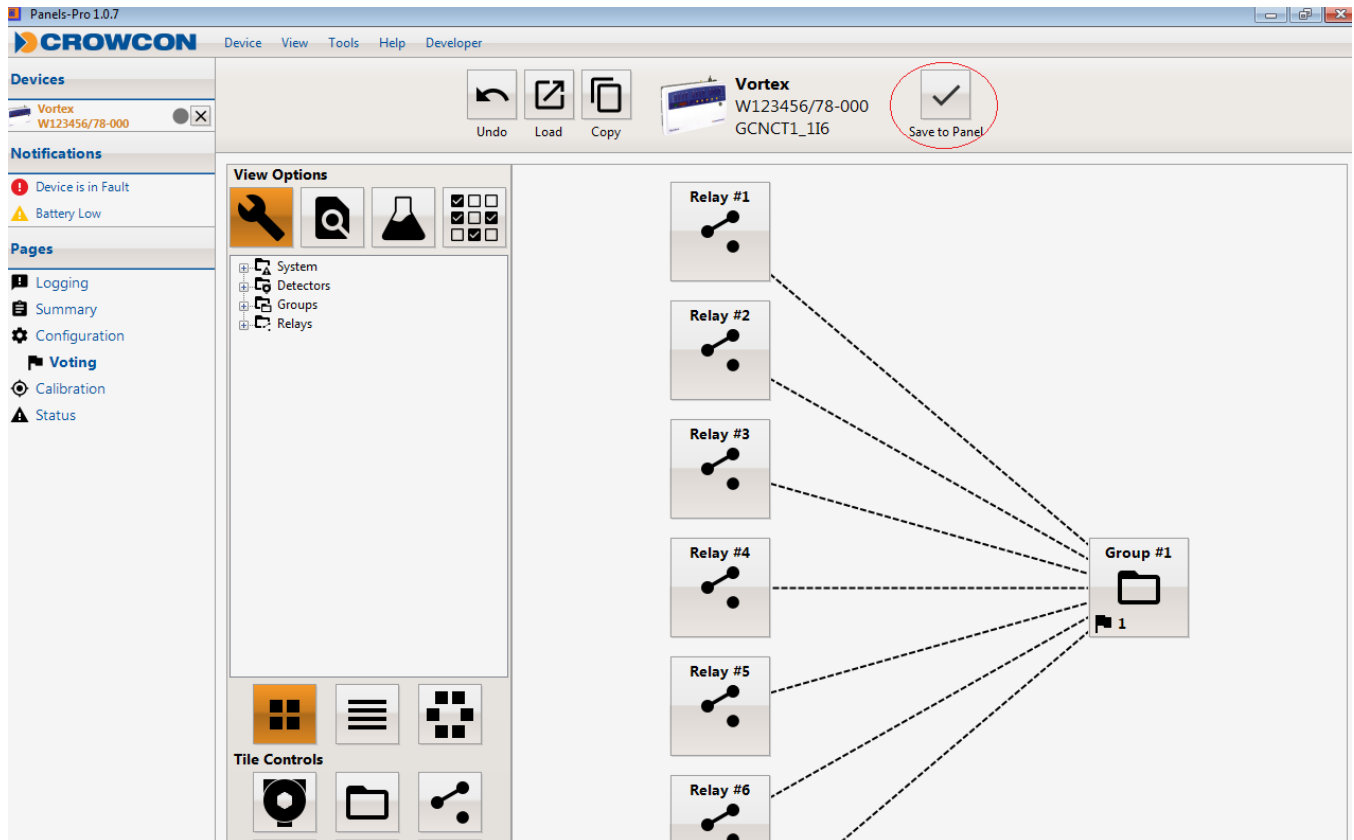 Panels-Pro 1.0.7
CROWCON
Device View Tools Help Developer
Devices
Vortex
W123456/78-000
Notifications
Device is in Fault
Battery Low
Pages
Logging
Summary
Configuration
Voting
Calibration
Status
Undo Load Copy
Vortex
W123456/78-000
GCNCT1_1I6
Save to Panel
View Options
System
Detectors
Groups
Relays
Tile Controls
Relay #1
Relay #2
Relay #3
Relay #4
Relay #5
Relay #6
Group #1
1